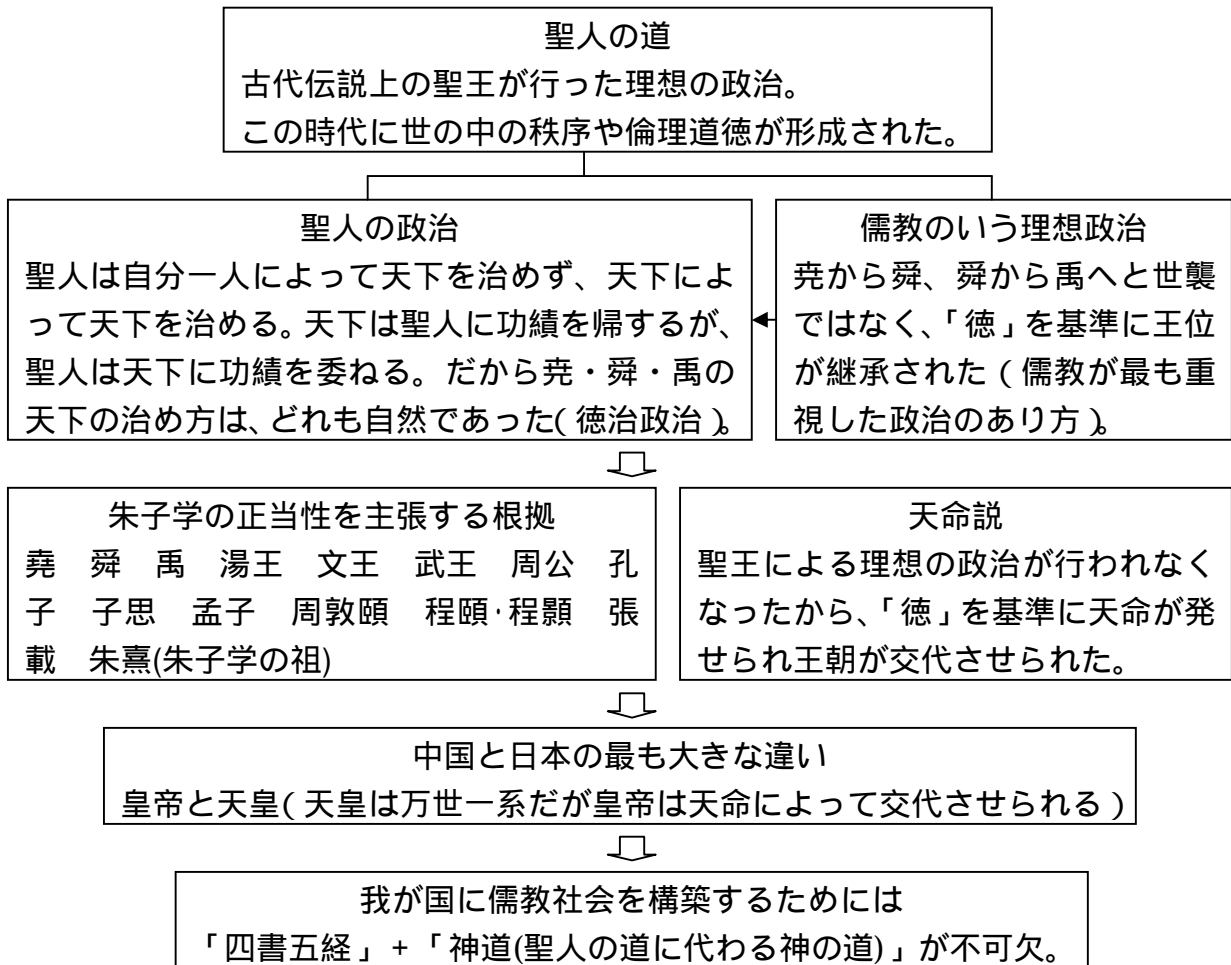 聖人の道
古代伝説上の聖王が行った理想の政治。
この時代に世の中の秩序や倫理道徳が形成された。
聖人の政治
聖人は自分一人によって天下を治めず、天下によ
って天下を治める。天下は聖人に功績を帰するが、
聖人は天下に功績を委ねる。だから尭・舜・禹の
天下の治め方は、どれも自然であった(徳治政治)。
儒教のいう理想政治
尭から舜、舜から禹へと世襲
ではなく、「徳」を基準に王位
が継承された(儒教が最も重
視した政治のあり方)。
朱子学の正当性を主張する根拠
堯 舜 禹 湯王 文王 武王 周公 孔
子 子思 孟子 周敦頤 程頤·程顥 張
載 朱熹(朱子学の祖)
天命説
聖王による理想の政治が行われなく
なったから、「徳」を基準に天命が発
せられ王朝が交代させられた。
中国と日本の最も大きな違い
皇帝と天皇(天皇は万世一系だが皇帝は天命によって交代させられる)
我が国に儒教社会を構築するためには
「四書五経」+「神道(聖人の道に代わる神の道)」が不可欠。